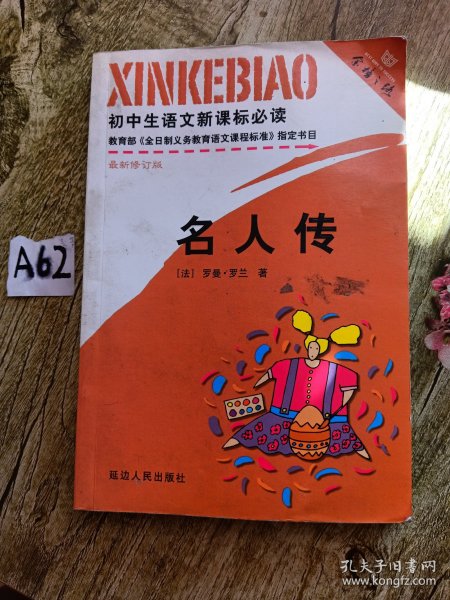 XINKEBIAO
初中生语文新课标必读
教育部《全日制义务教育语文课程标准》指定书目
最新修订版
名人传
[法] 罗曼·罗兰 著
A62
延边人民出版社
孔夫子旧书网
www.kongfz.com